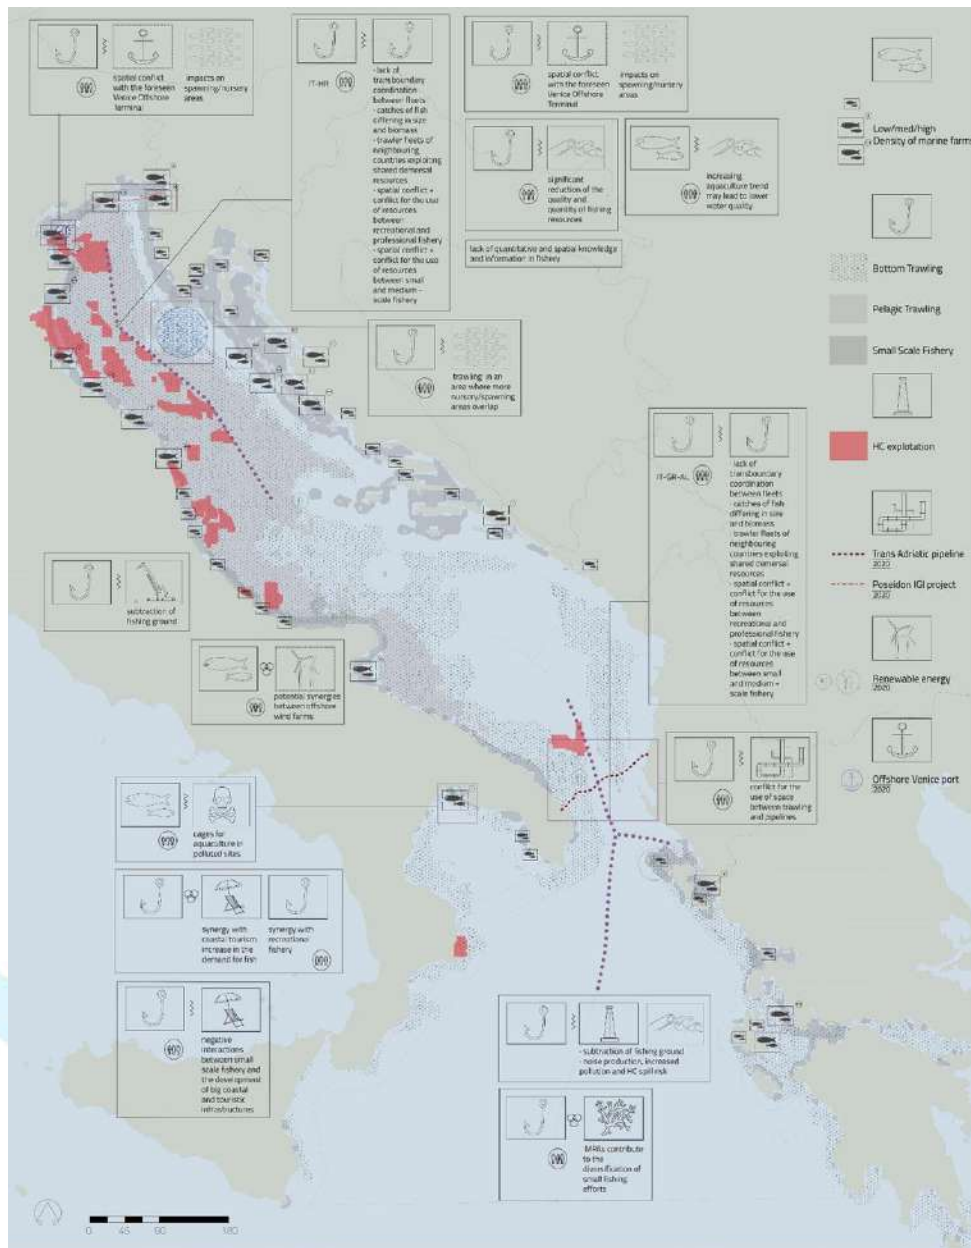 spatial conflict
with the foreseen
Venice Offshore
Terminal
impacts on
spawning/nursery
areas
IT-HR
- lack of
transboundary
coordination
between fleets
- catches of fish
differing in size
and biomass
- trawler fleets of
neighbouring
countries exploiting
shared demersal
resources
- spatial conflict +
conflict for the use
of resources
between
recreational and
professional fishery
- spatial conflict +
conflict for the use
of resources
between small
and medium -
scale fishery
spatial conflict
with the foreseen
Venice Offshore
Terminal
impacts on
spawning/nursery
areas
significant
reduction of the
quality and
quantity of fishing
resources
increasing
aquaculture trend
may lead to lower
water quality
lack of quantitative and spatial knowledge
and information in fishery
trawling in an
area where more
nursery/spawning
areas overlap
Low/med/high
Density of marine farms
Bottom Trawling
Pelagic Trawling
Small Scale Fishery
HC explotation
Trans Adriatic pipeline
2020
Poseidon IGI project
2020
Renewable energy
2020
Offshore Venice port
2020
IT-GR-AL
- lack of
transboundary
coordination
between fleets
- catches of fish
differing in size
and biomass
- trawler fleets of
neighbouring
countries exploiting
shared demersal
resources
- spatial conflict +
conflict for the use
of resources
between
recreational and
professional fishery
- spatial conflict +
conflict for the use
of resources
between small
and medium -
scale fishery
subtraction of
fishing ground
potential synergies
between offshore
wind farms
conflict for the
use of space
between trawling
and pipelines
cages for
aquaculture in
polluted sites
synergy with
coastal tourism
increase in the
demand for fish
synergy with
recreational
fishery
negative
interactions
between small
scale fishery and
the development
of big coastal
and touristic
infrastructures
- subtraction of fishing ground
- noise production, increased
pollution and HC spill risk
MPAs contribute
to the
diversification of
small fishing
efforts
0 45 90 180